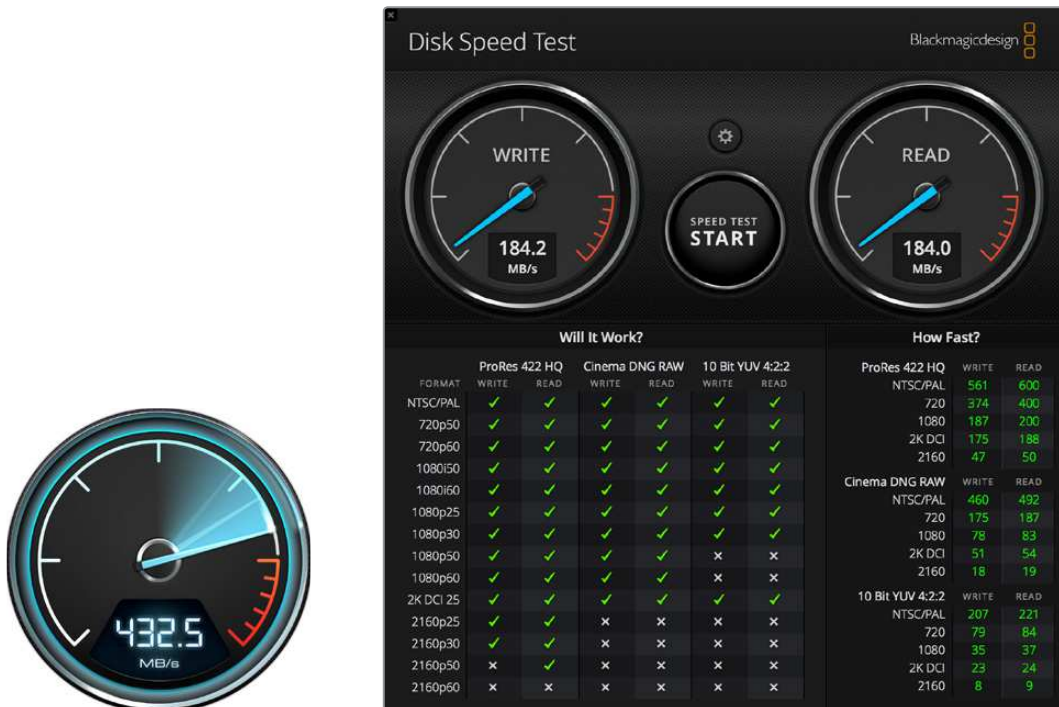 Disk Speed Test
Blackmagicdesign
WRITE
184.2
MB/s
SPEED TEST
START
READ
184.0
MB/s
432.5
MB/s
Will It Work?
ProRes 422 HQ Cinema DNG RAW 10 Bit YUV 4:2:2
FORMAT WRITE READ WRITE READ WRITE READ
NTSC/PAL ✓ ✓ ✓ ✓ ✓ ✓
720p50 ✓ ✓ ✓ ✓ ✓ ✓
720p60 ✓ ✓ ✓ ✓ ✓ ✓
1080i50 ✓ ✓ ✓ ✓ ✓ ✓
1080i60 ✓ ✓ ✓ ✓ ✓ ✓
1080p25 ✓ ✓ ✓ ✓ ✓ ✓
1080p30 ✓ ✓ ✓ ✓ ✓ ✓
1080p50 ✓ ✓ ✓ ✓ × ×
1080p60 ✓ ✓ ✓ ✓ × ×
2K DCI 25 ✓ ✓ ✓ ✓ ✓ ✓
2160p25 ✓ ✓ × × × ×
2160p30 ✓ ✓ × × × ×
2160p50 × ✓ × × × ×
2160p60 × × × × × ×
How Fast?
ProRes 422 HQ WRITE READ
NTSC/PAL 561 600
720 374 400
1080 187 200
2K DCI 175 188
2160 47 50
Cinema DNG RAW WRITE READ
NTSC/PAL 460 492
720 175 187
1080 78 83
2K DCI 51 54
2160 18 19
10 Bit YUV 4:2:2 WRITE READ
NTSC/PAL 207 221
720 79 84
1080 35 37
2K DCI 23 24
2160 8 9